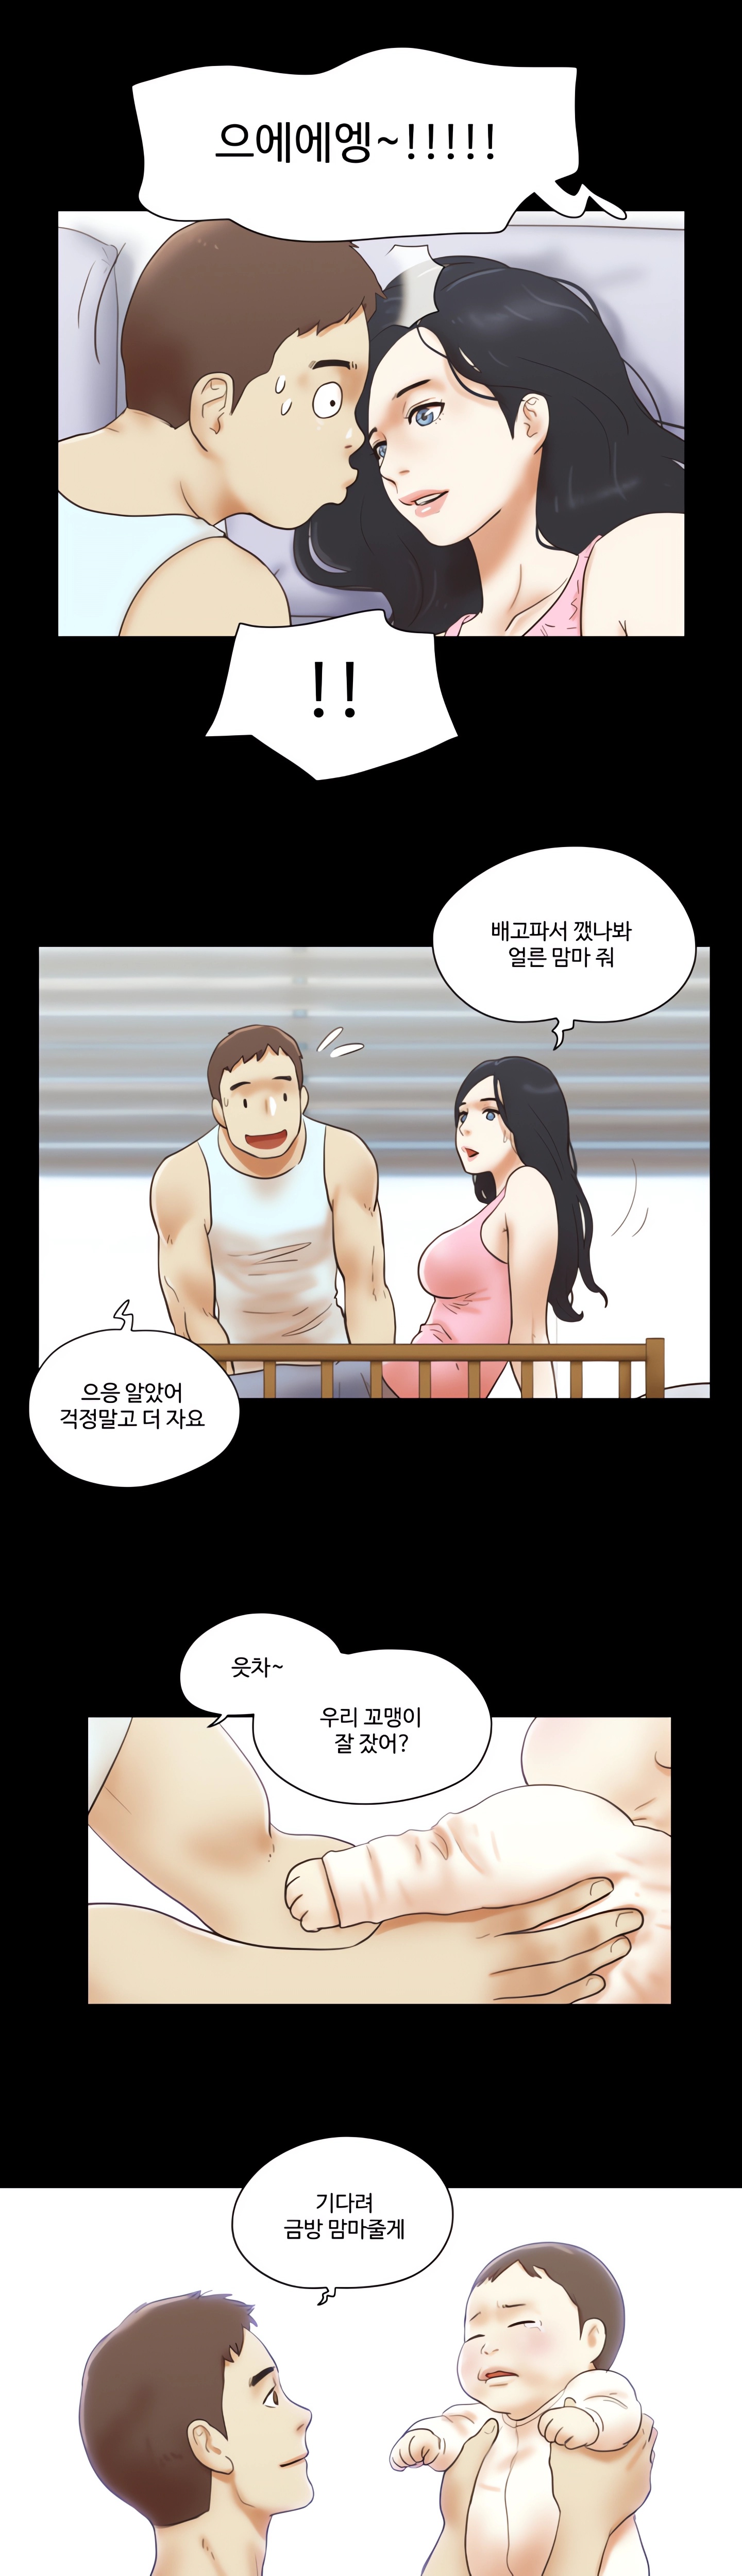 으에에엥~!!!!!
!!
배고파서 깼나봐
얼른 맘마 줘
으응 알았어
걱정말고 더 자요
웃차~
우리 꼬맹이
잘 잤어?
기다려
금방 맘마줄게